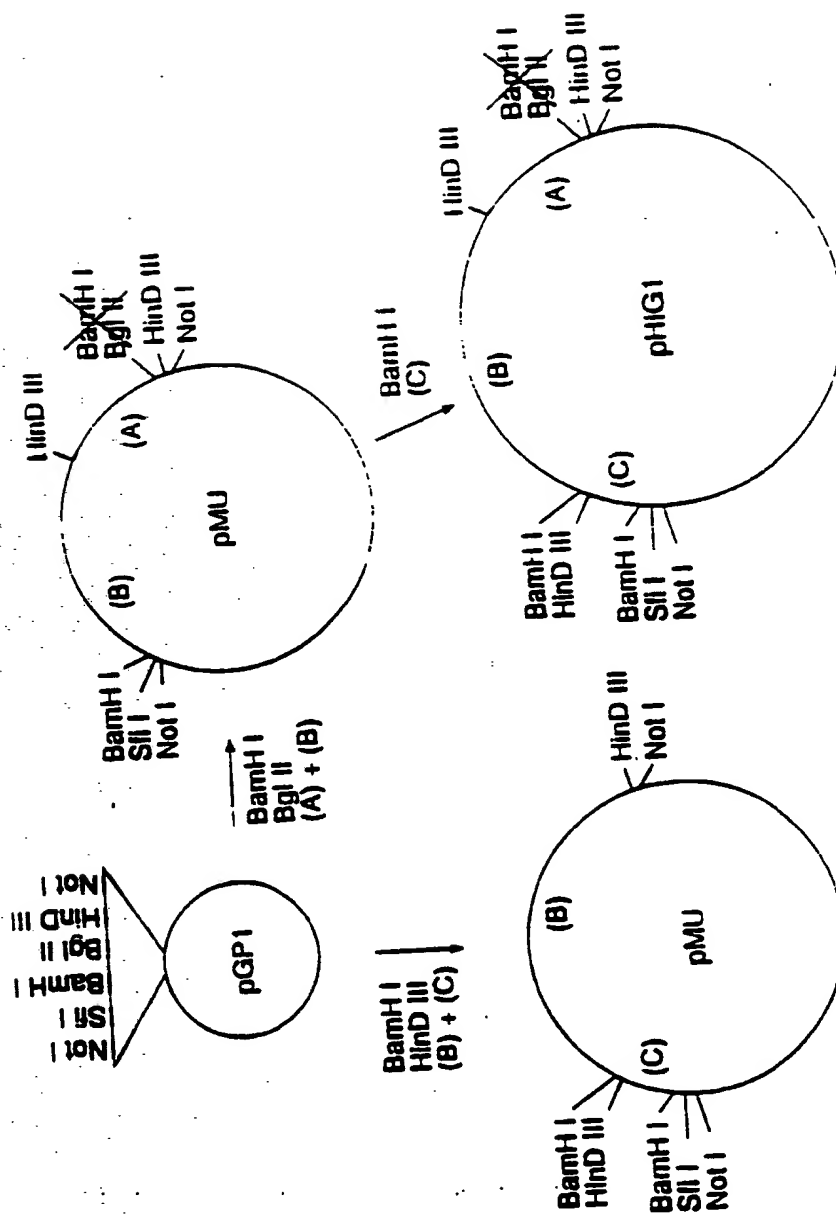 Not I
Sfi I
BamH I
Bgl II
HinD III
Not I
pGP1
BamH I
Bgl II
(A) + (B)
BamH I
Sfi I
Not I
(B)
HinD III
(A)
BamH I
Bgl II
HinD III
Not I
pMU
BamH I
HinD III
(B) + (C)
BamH I
HinD III
(C)
BamH I
Sfi I
Not I
(B)
HinD III
Not I
pMU
BamH I
(C)
BamH I
HinD III
(C)
BamH I
Sfi I
Not I
(B)
HinD III
(A)
BamH I
Bgl II
HinD III
Not I
pHIG1